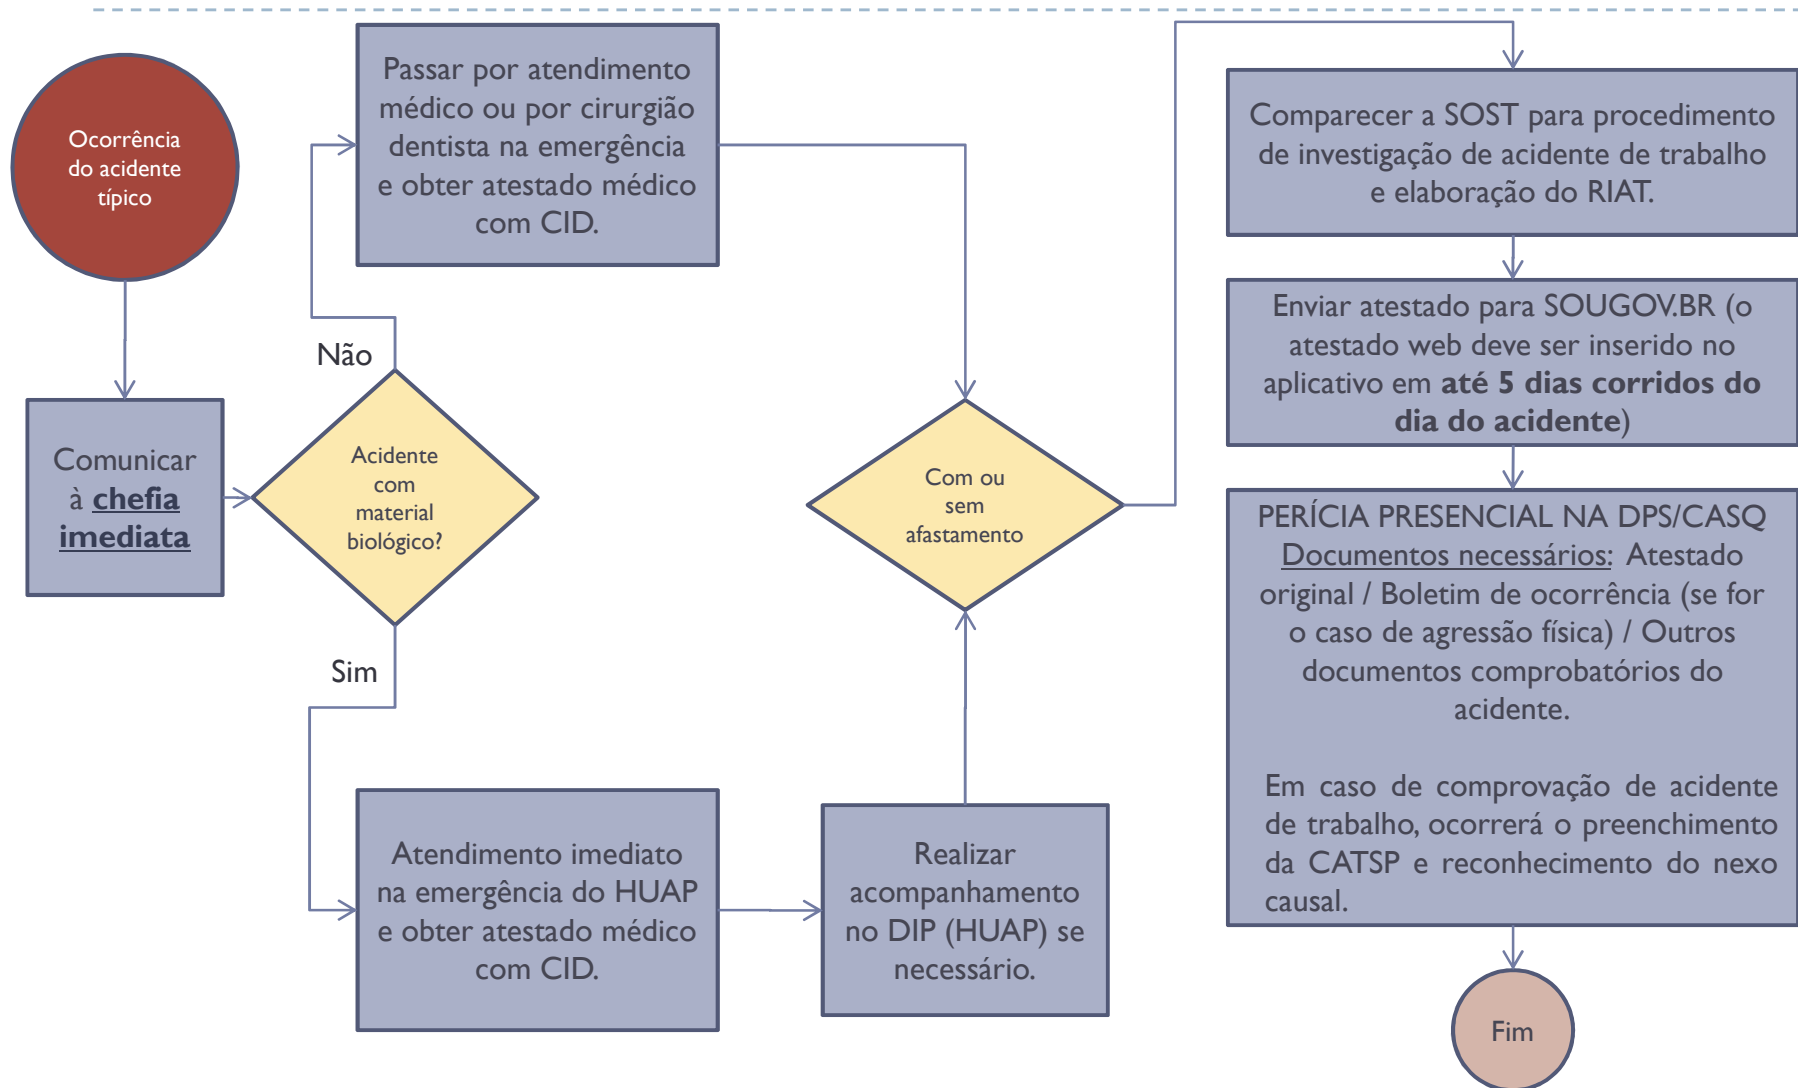 Ocorrência
do acidente
típico
Comunicar
à chefia
imediata
Acidente
com
material
biológico?
Não
Sim
Passar por atendimento
médico ou por cirurgião
dentista na emergência
e obter atestado médico
com CID.
Atendimento imediato
na emergência do HUAP
e obter atestado médico
com CID.
Realizar
acompanhamento
no DIP (HUAP) se
necessário.
Com ou
sem
afastamento
Comparecer a SOST para procedimento
de investigação de acidente de trabalho
e elaboração do RIAT.
Enviar atestado para SOUGOV.BR (o
atestado web deve ser inserido no
aplicativo em até 5 dias corridos do
dia do acidente)
PERÍCIA PRESENCIAL NA DPS/CASQ
Documentos necessários: Atestado
original / Boletim de ocorrência (se for
o caso de agressão física) / Outros
documentos comprobatórios do
acidente.
Em caso de comprovação de acidente
de trabalho, ocorrerá o preenchimento
da CATSP e reconhecimento do nexo
causal.
Fim